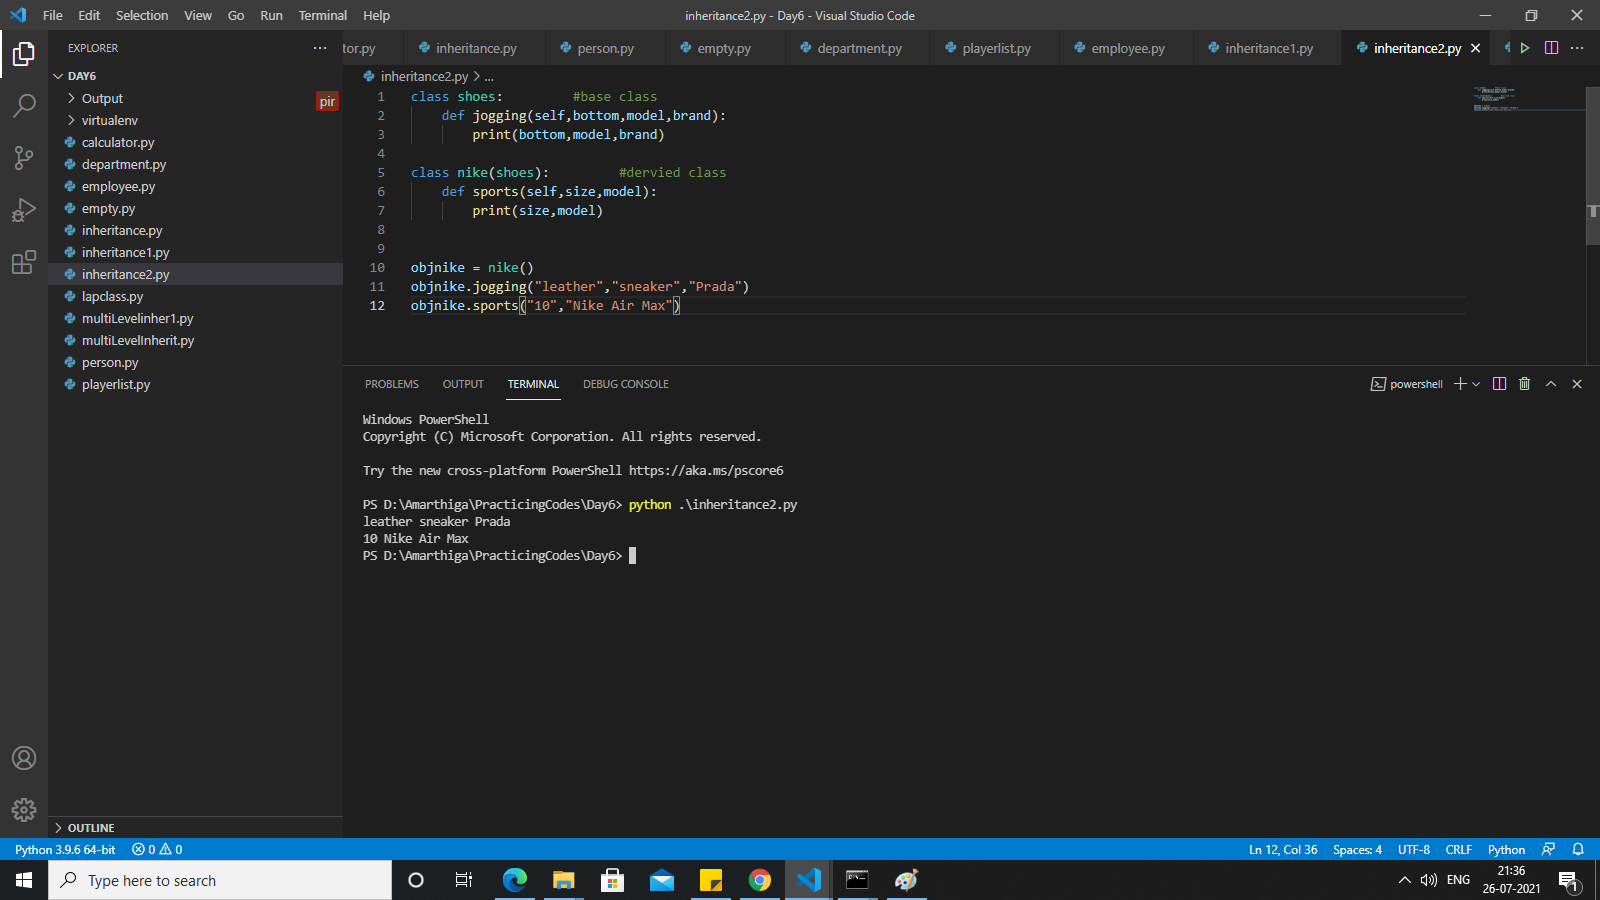 File Edit Selection View Go Run Terminal Help
inheritance2.py - Day6 - Visual Studio Code
EXPLORER
DAY6
Output
pir
virtualenv
calculator.py
department.py
employee.py
empty.py
inheritance.py
inheritance1.py
inheritance2.py
lapclass.py
multiLevelinher1.py
multiLevelInherit.py
person.py
playerlist.py
OUTLINE
tor.py inheritance.py person.py empty.py department.py playerlist.py employee.py inheritance1.py inheritance2.py
inheritance2.py > ...
1 class shoes: #base class
2 def jogging(self,bottom,model,brand):
3 print(bottom,model,brand)
4
5 class nike(shoes): #dervied class
6 def sports(self,size,model):
7 print(size,model)
8
9
10 objnike = nike()
11 objnike.jogging("leather","sneaker","Prada")
12 objnike.sports("10","Nike Air Max")
PROBLEMS OUTPUT TERMINAL DEBUG CONSOLE
powershell
Windows PowerShell
Copyright (C) Microsoft Corporation. All rights reserved.
Try the new cross-platform PowerShell https://aka.ms/pscore6
PS D:\Amarthiga\PracticingCodes\Day6> python .\inheritance2.py
leather sneaker Prada
10 Nike Air Max
PS D:\Amarthiga\PracticingCodes\Day6>
Python 3.9.6 64-bit 0 0
Ln 12, Col 36 Spaces: 4 UTF-8 CRLF Python
Type here to search
ENG
21:36
26-07-2021
1